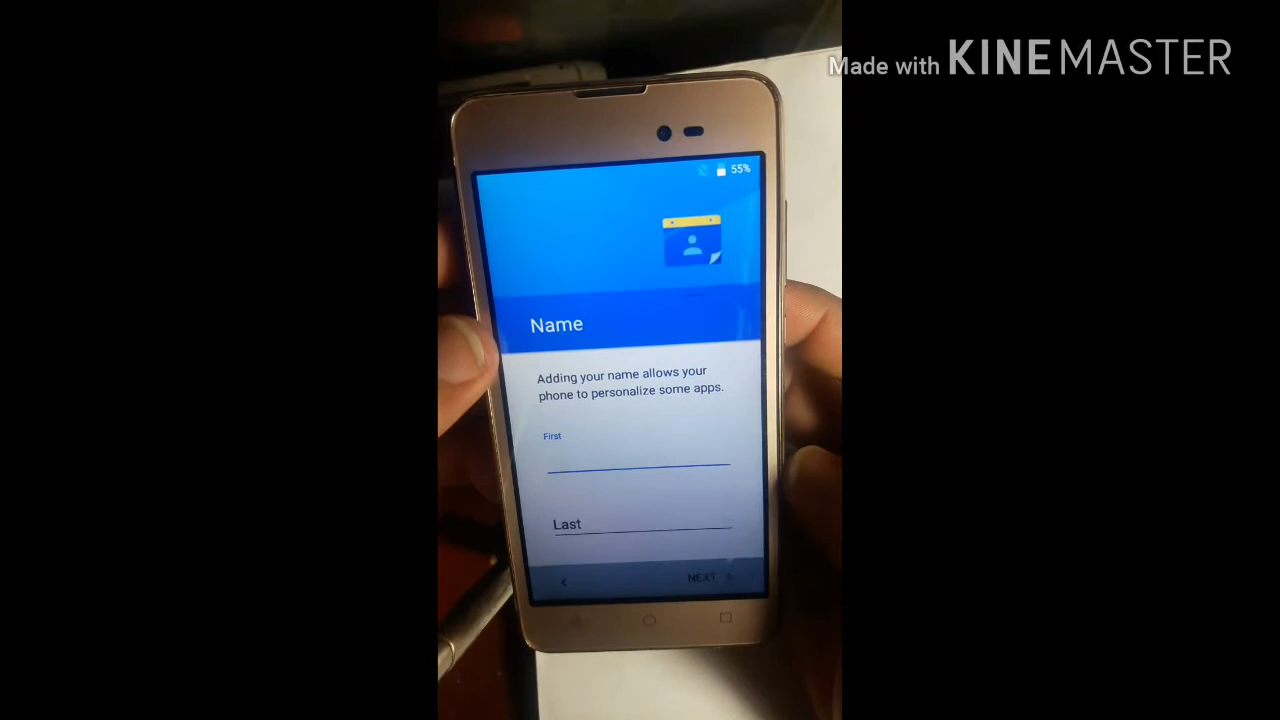 Made with KINEMASTER
55%
Name
Adding your name allows your
phone to personalize some apps.
First
Last
NEXT